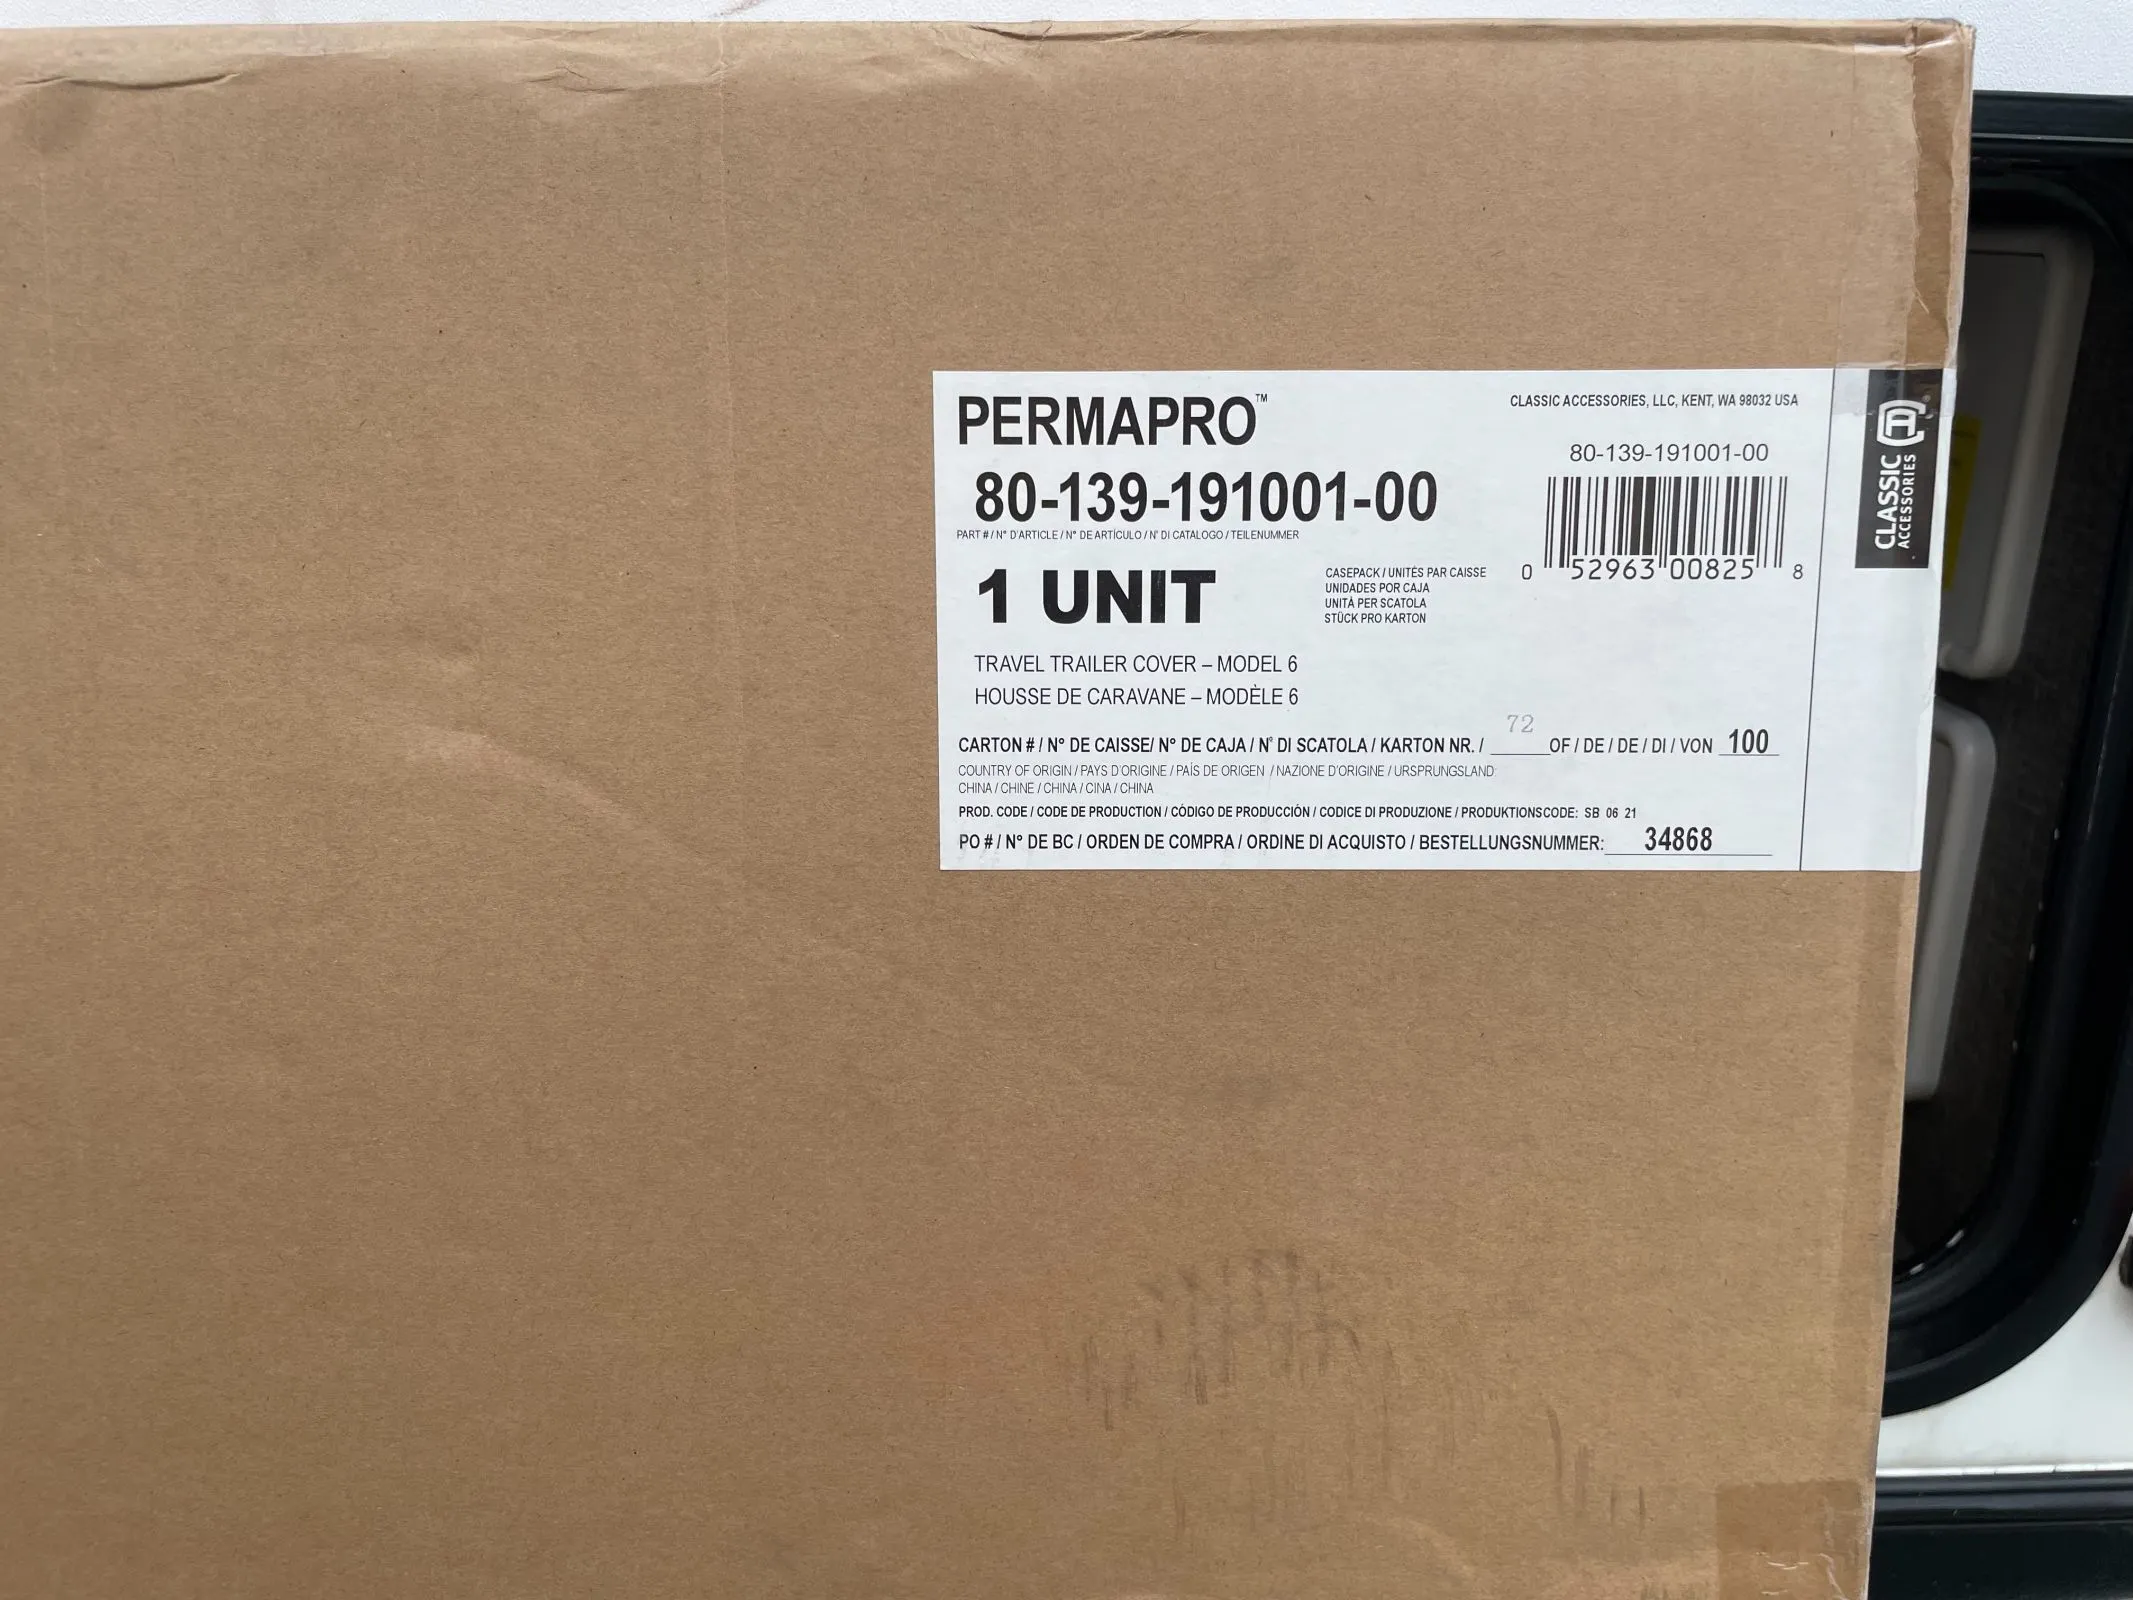 PERMAPRO™
80-139-191001-00
PART # / N° D'ARTICLE / N° DE ARTÍCULO / N° DI CATALOGO / TEILENUMMER
1 UNIT
CASEPACK / UNITÉS PAR CAISSE
UNIDADES POR CAJA
UNITÀ PER SCATOLA
STÜCK PRO KARTON
CLASSIC ACCESSORIES, LLC, KENT, WA 98032 USA
80-139-191001-00
0 52963 00825 8
TRAVEL TRAILER COVER – MODEL 6
HOUSSE DE CARAVANE – MODÈLE 6
CARTON # / N° DE CAISSE/ N° DE CAJA / N° DI SCATOLA / KARTON NR. / 72 OF / DE / DE / DI / VON 100
COUNTRY OF ORIGIN / PAYS D'ORIGINE / PAÍS DE ORIGEN / NAZIONE D'ORIGINE / URSPRUNGSLAND:
CHINA / CHINE / CHINA / CINA / CHINA
PROD. CODE / CODE DE PRODUCTION / CÓDIGO DE PRODUCCIÓN / CODICE DI PRODUZIONE / PRODUKTIONSCODE: SB 06 21
PO # / N° DE BC / ORDEN DE COMPRA / ORDINE DI ACQUISTO / BESTELLUNGSNUMMER: 34868
CLASSIC
ACCESSORIES